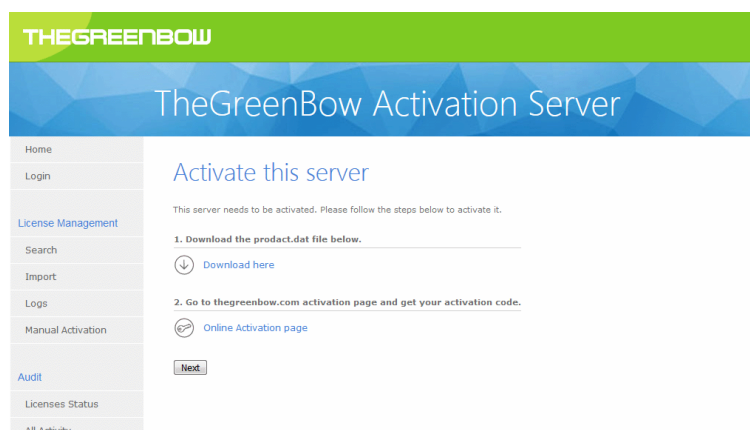 THEGREENBOW
TheGreenBow Activation Server
Home
Login
License Management
Search
Import
Logs
Manual Activation
Audit
Licenses Status
All Activity
Activate this server
This server needs to be activated. Please follow the steps below to activate it.
1. Download the prodact.dat file below.
Download here
2. Go to thegreenbow.com activation page and get your activation code.
Online Activation page
Next